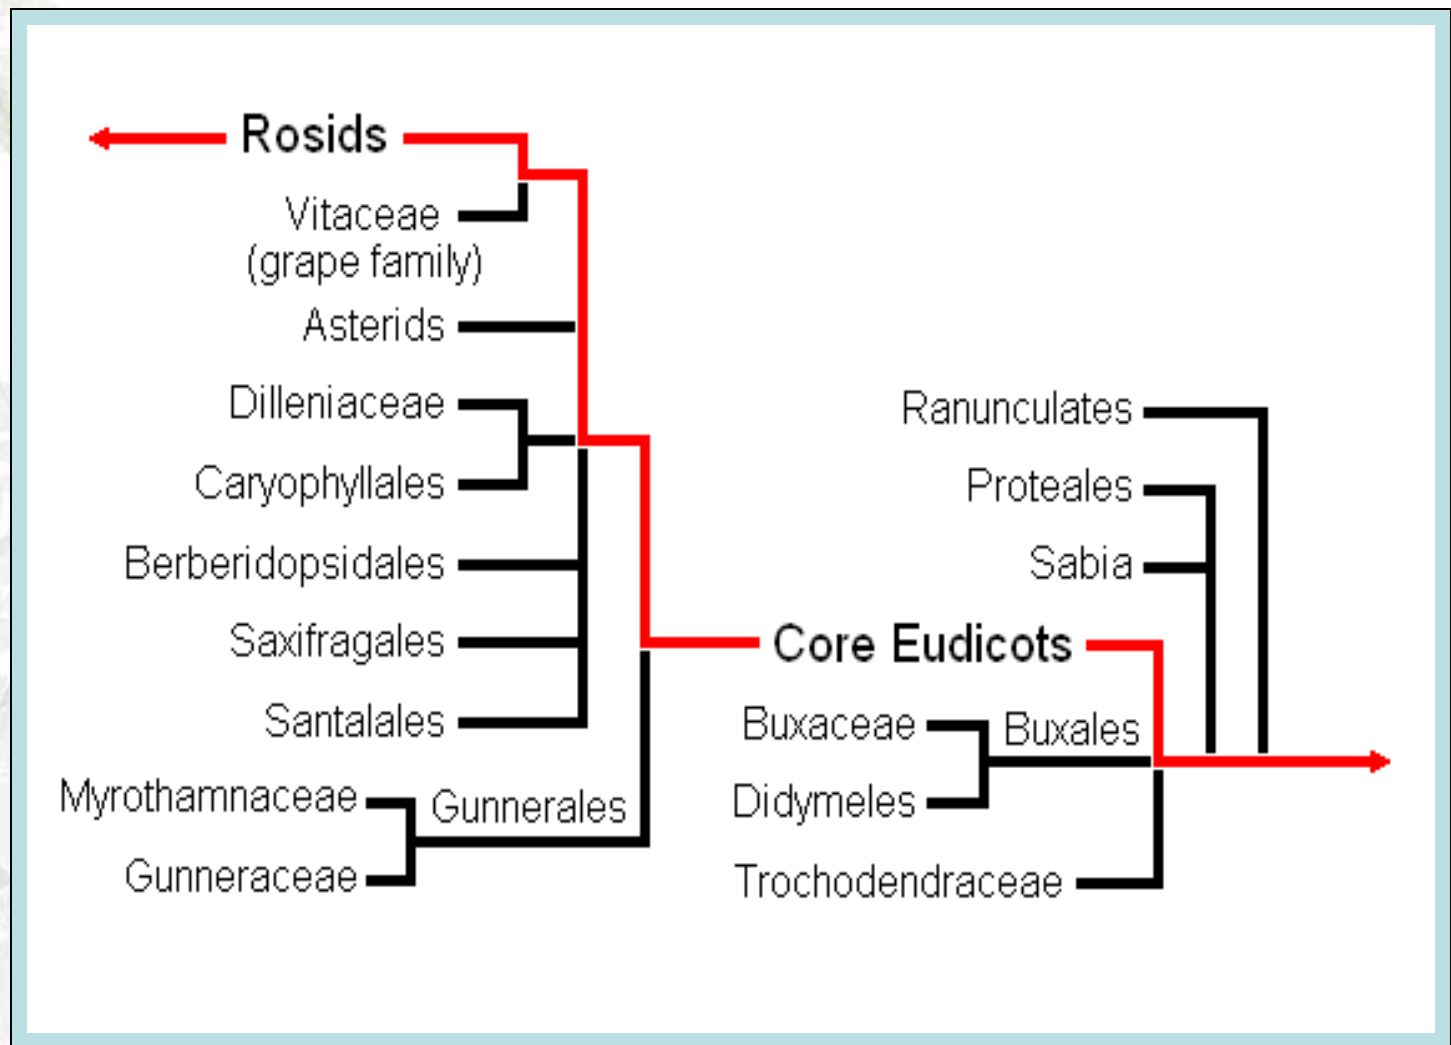 Rosids
Vitaceae
(grape family)
Asterids
Dilleniaceae
Caryophyllales
Berberidopsidales
Saxifragales
Santalales
Myrothamnaceae
Gunnerales
Gunneraceae
Ranunculates
Proteales
Sabia
Core Eudicots
Buxaceae
Buxales
Didymeles
Trochodendraceae